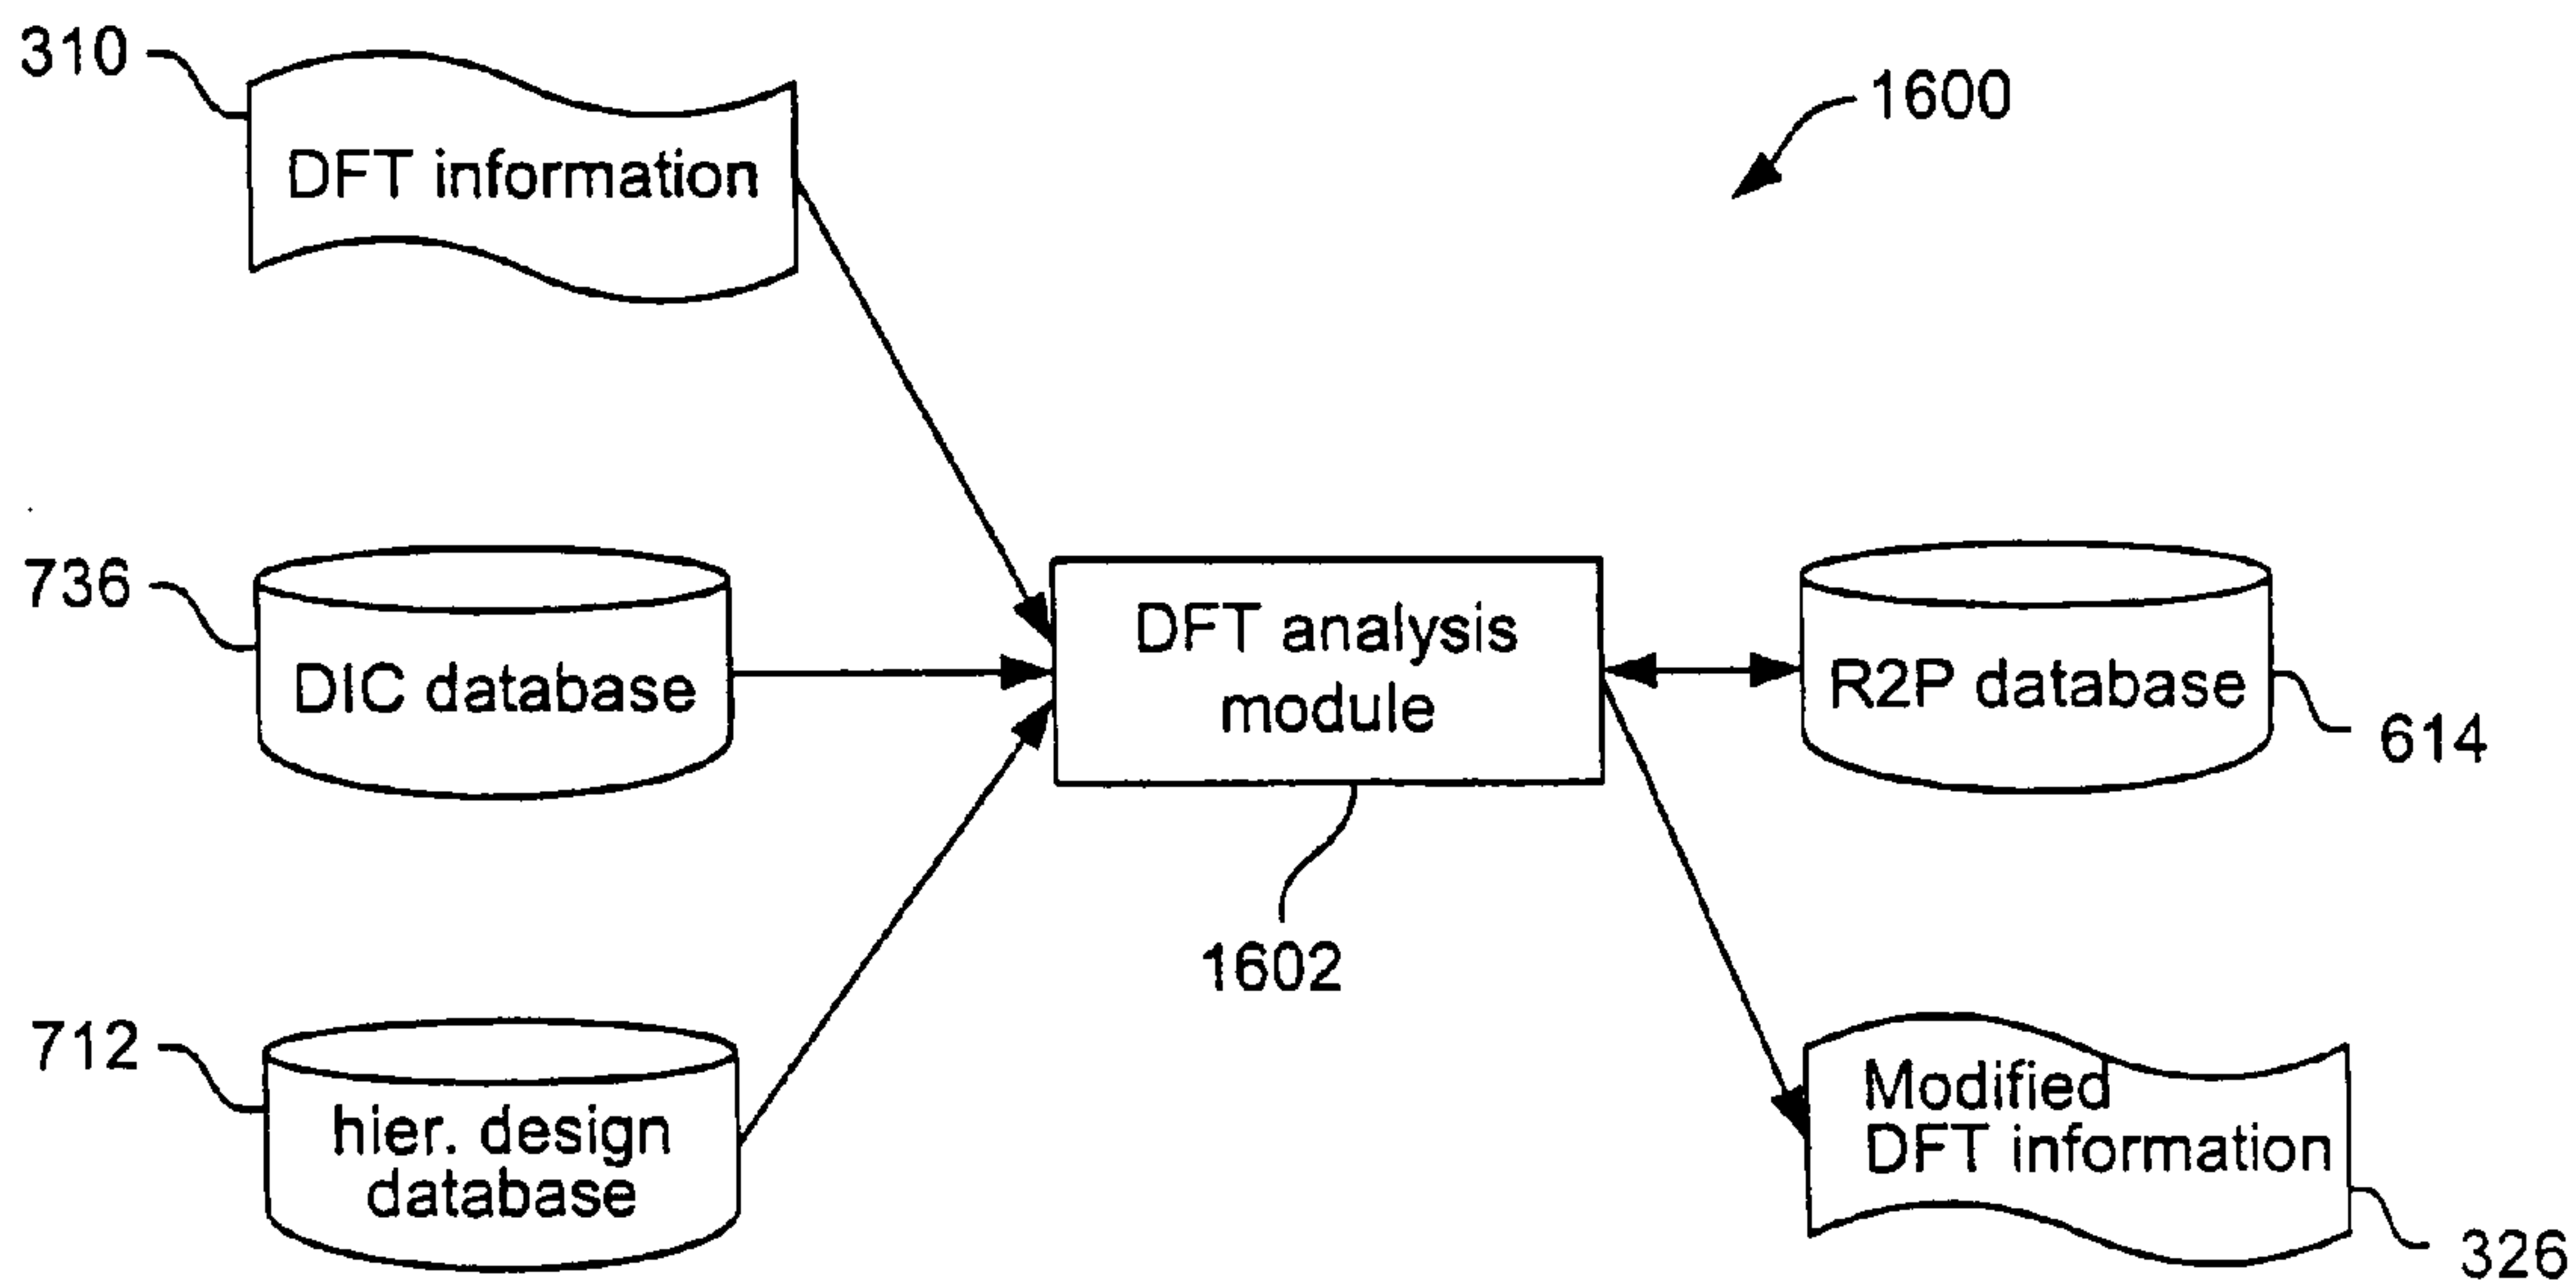 310
DFT information
1600
736
DIC database
DFT analysis
module
R2P database
614
1602
712
hier. design
database
Modified
DFT information
326